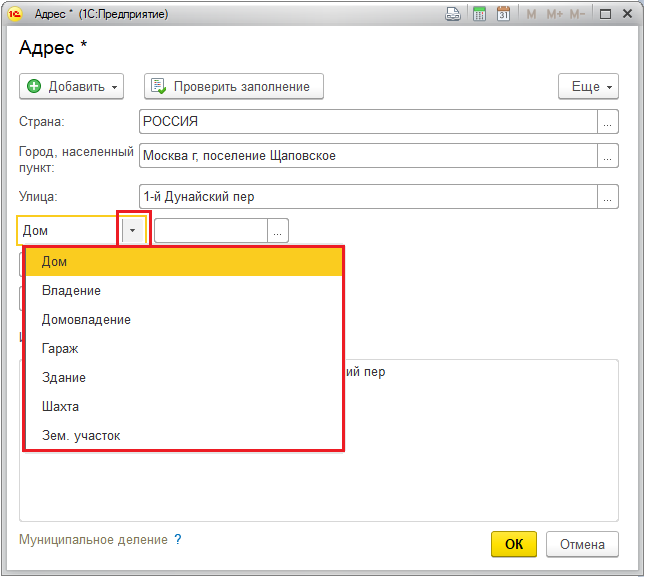 Адрес * (1С:Предприятие)
M M+ M-
Адрес *
Добавить
Проверить заполнение
Еще
Страна:
РОССИЯ
...
Город, населенный
пункт:
Москва г, поселение Щаповское
...
Улица:
1-й Дунайский пер
...
Дом
...
Дом
Владение
Домовладение
Гараж
Здание
Шахта
Зем. участок
ий пер
Муниципальное деление ?
ОК
Отмена